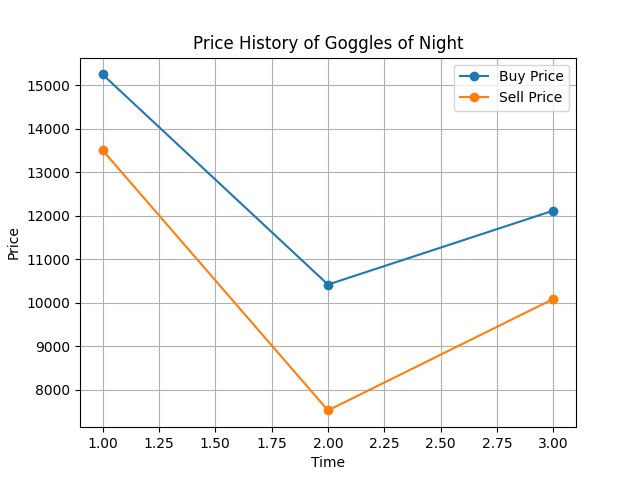 Price History of Goggles of Night
Buy Price
Sell Price
15000
14000
13000
12000
11000
10000
9000
8000
Price
1.00 1.25 1.50 1.75 2.00 2.25 2.50 2.75 3.00
Time